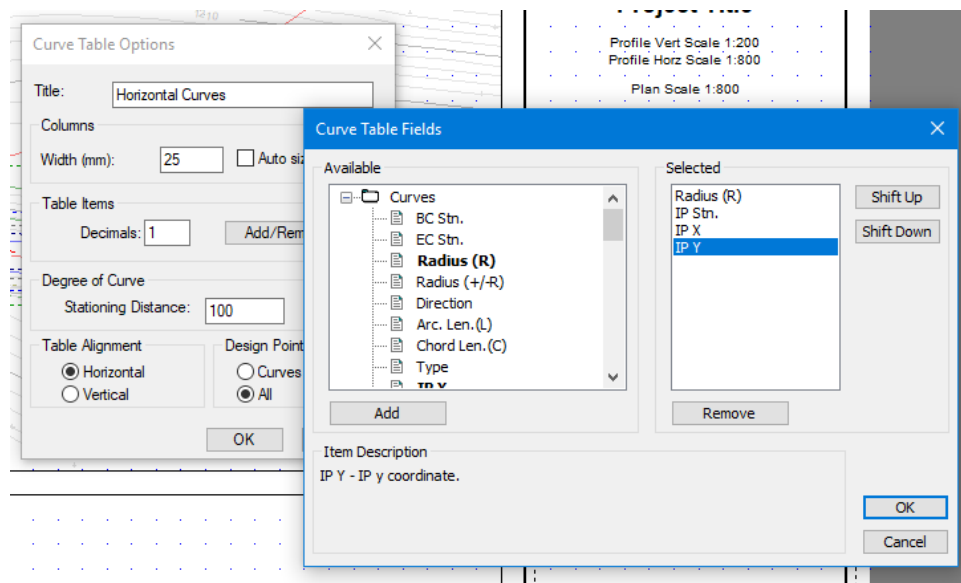 1210
Project Title
Profile Vert Scale 1:200
Profile Horz Scale 1:800
Plan Scale 1:800
Curve Table Options
Title:
Horizontal Curves
Columns
Width (mm):
25
Auto siz
Table Items
Decimals:
1
Add/Rem
Degree of Curve
Stationing Distance:
100
Table Alignment
Horizontal
Vertical
Design Point
Curves
All
OK
Curve Table Fields
Available
Curves
BC Stn.
EC Stn.
Radius (R)
Radius (+/-R)
Direction
Arc. Len.(L)
Chord Len.(C)
Type
IP X
Add
Selected
Radius (R)
IP Stn.
IP X
IP Y
Shift Up
Shift Down
Remove
Item Description
IP Y - IP y coordinate.
OK
Cancel